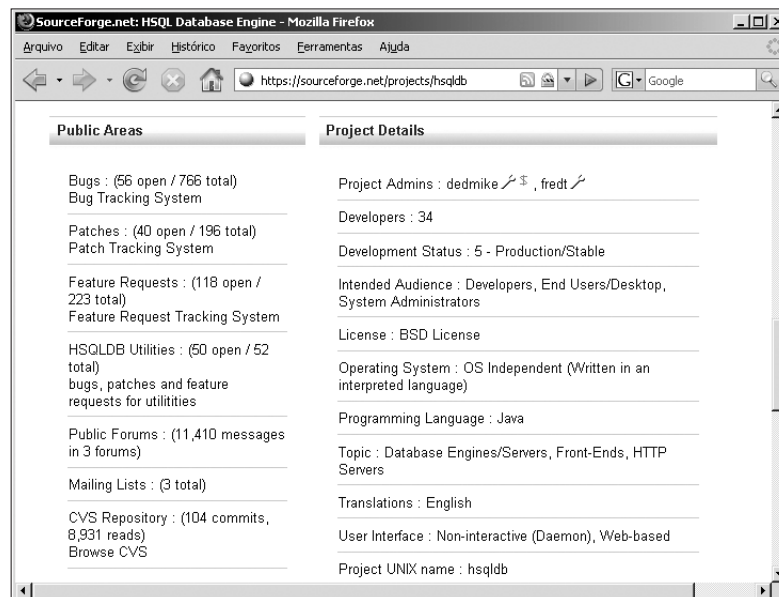 SourceForge.net: HSQL Database Engine - Mozilla Firefox
Arquivo Editar Exibir Histórico Favoritos Ferramentas Ajuda
https://sourceforge.net/projects/hsqldb
G Google
Public Areas
Bugs : (56 open / 766 total)
Bug Tracking System
Patches : (40 open / 196 total)
Patch Tracking System
Feature Requests : (118 open /
223 total)
Feature Request Tracking System
HSQLDB Utilities : (50 open / 52
total)
bugs, patches and feature
requests for utilitities
Public Forums : (11,410 messages
in 3 forums)
Mailing Lists : (3 total)
CVS Repository : (104 commits,
8,931 reads)
Browse CVS
Project Details
Project Admins : dedmike $ , fredt
Developers : 34
Development Status : 5 - Production/Stable
Intended Audience : Developers, End Users/Desktop,
System Administrators
License : BSD License
Operating System : OS Independent (Written in an
interpreted language)
Programming Language : Java
Topic : Database Engines/Servers, Front-Ends, HTTP
Servers
Translations : English
User Interface : Non-interactive (Daemon), Web-based
Project UNIX name : hsqldb